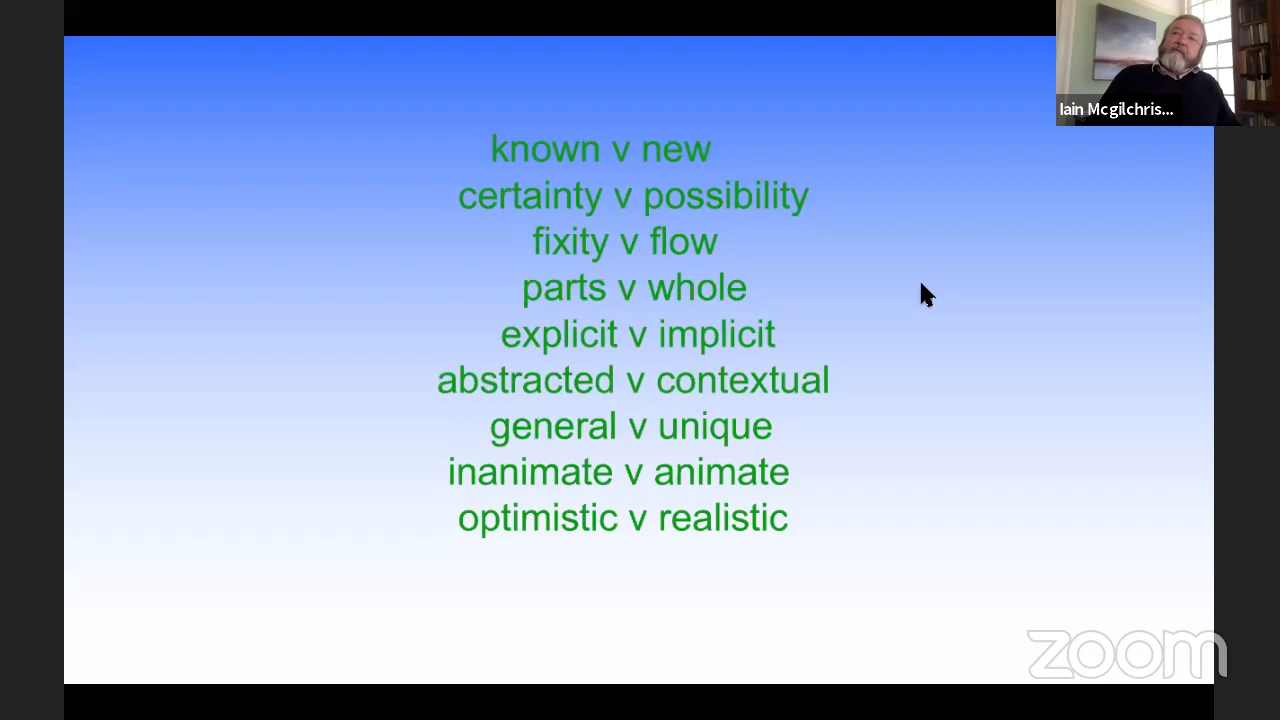 Iain Mcgilchris...
known v new
certainty v possibility
fixity v flow
parts v whole
explicit v implicit
abstracted v contextual
general v unique
inanimate v animate
optimistic v realistic
zoom